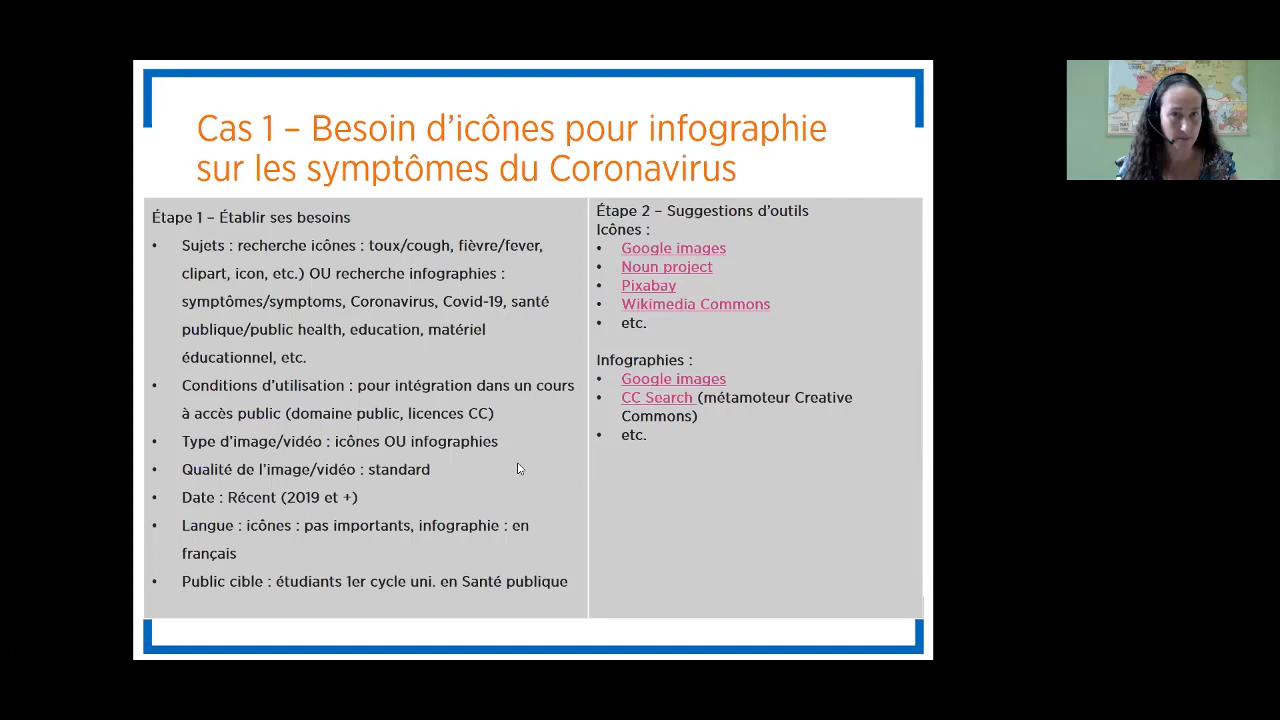 Cas 1 – Besoin d'icônes pour infographie
sur les symptômes du Coronavirus
Étape 1 – Établir ses besoins
• Sujets : recherche icônes : toux/cough, fièvre/fever,
clipart, icon, etc.) OU recherche infographies :
symptômes/symptoms, Coronavirus, Covid-19, santé
publique/public health, education, matériel
éducationnel, etc.
• Conditions d'utilisation : pour intégration dans un cours
à accès public (domaine public, licences CC)
• Type d'image/vidéo : icônes OU infographies
• Qualité de l'image/vidéo : standard
• Date : Récent (2019 et +)
• Langue : icônes : pas importants, infographie : en
français
• Public cible : étudiants 1er cycle uni. en Santé publique
Étape 2 – Suggestions d'outils
Icônes :
• Google images
• Noun project
• Pixabay
• Wikimedia Commons
• etc.
Infographies :
• Google images
• CC Search (métamoteur Creative
Commons)
• etc.